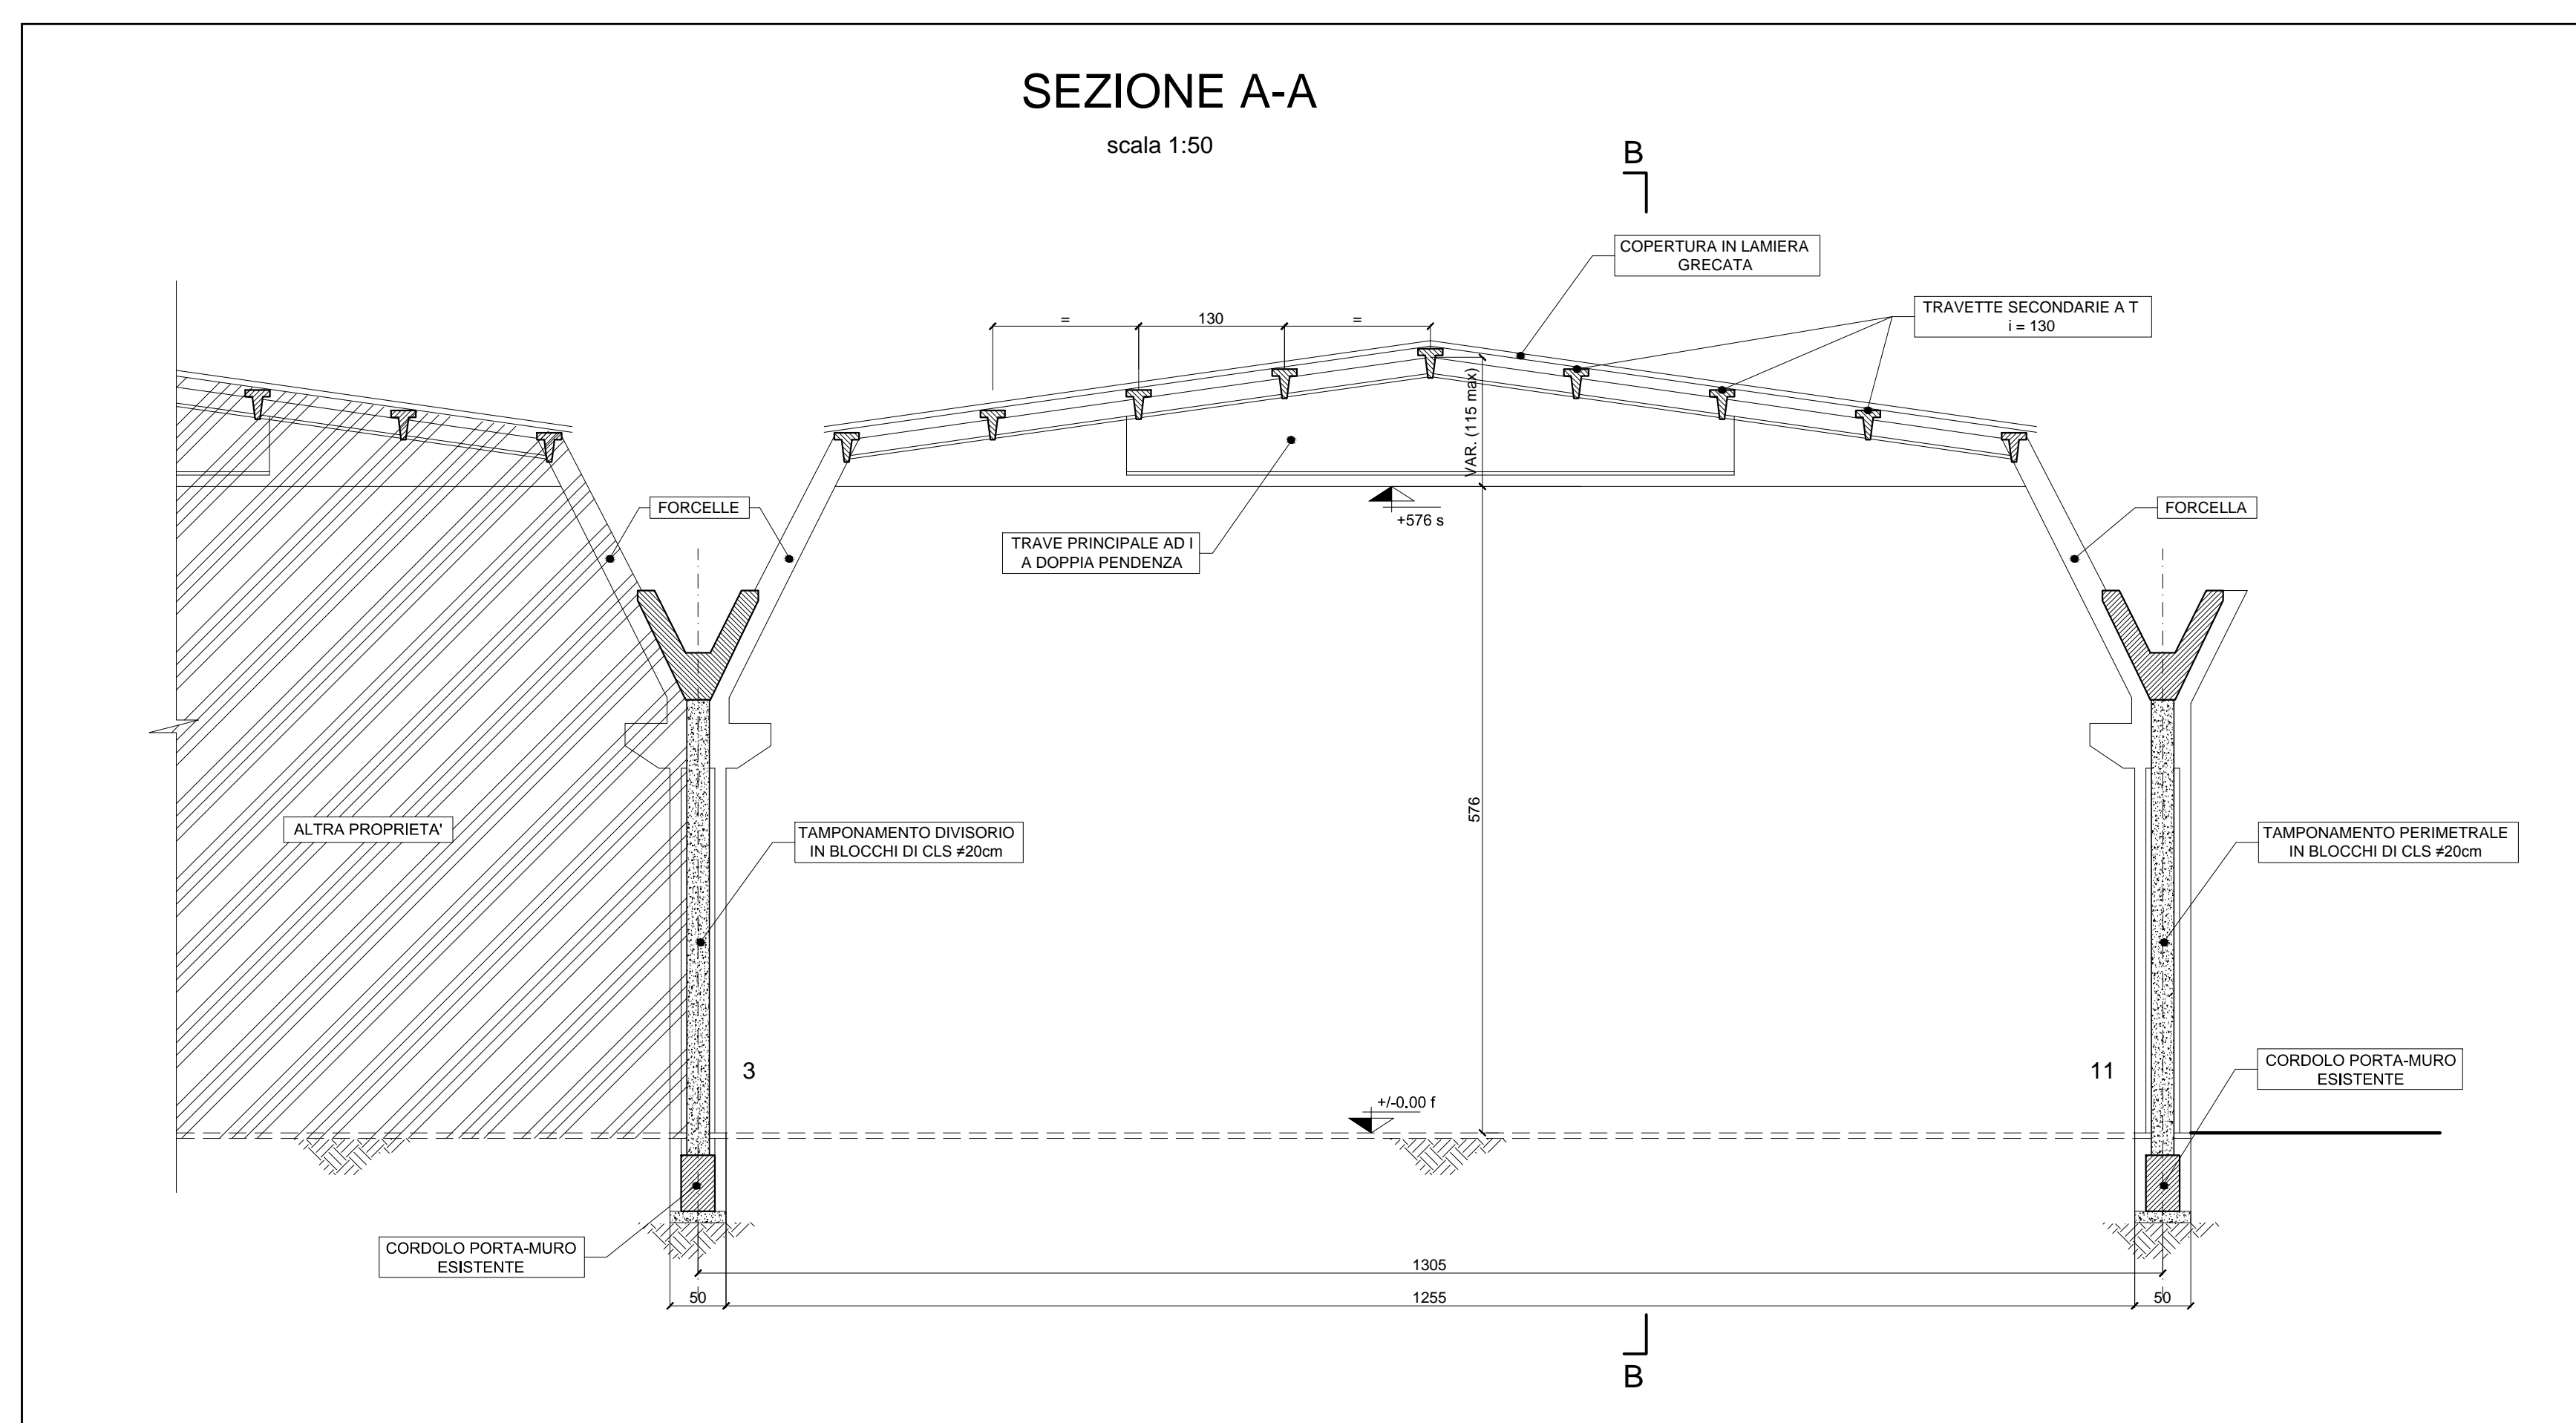 SEZIONE A-A
scala 1:50
B
COPERTURA IN LAMIERA
GRECATA
TRAVETTE SECONDARIE A T
i = 130
=
130
=
VAR. (115 max)
FORCELLE
+576 s
FORCELLA
TRAVE PRINCIPALE AD I
A DOPPIA PENDENZA
576
ALTRA PROPRIETA'
TAMPONAMENTO DIVISORIO
IN BLOCCHI DI CLS ≠20cm
TAMPONAMENTO PERIMETRALE
IN BLOCCHI DI CLS ≠20cm
3
11
CORDOLO PORTA-MURO
ESISTENTE
+/-0,00 f
CORDOLO PORTA-MURO
ESISTENTE
1305
50
1255
50
B